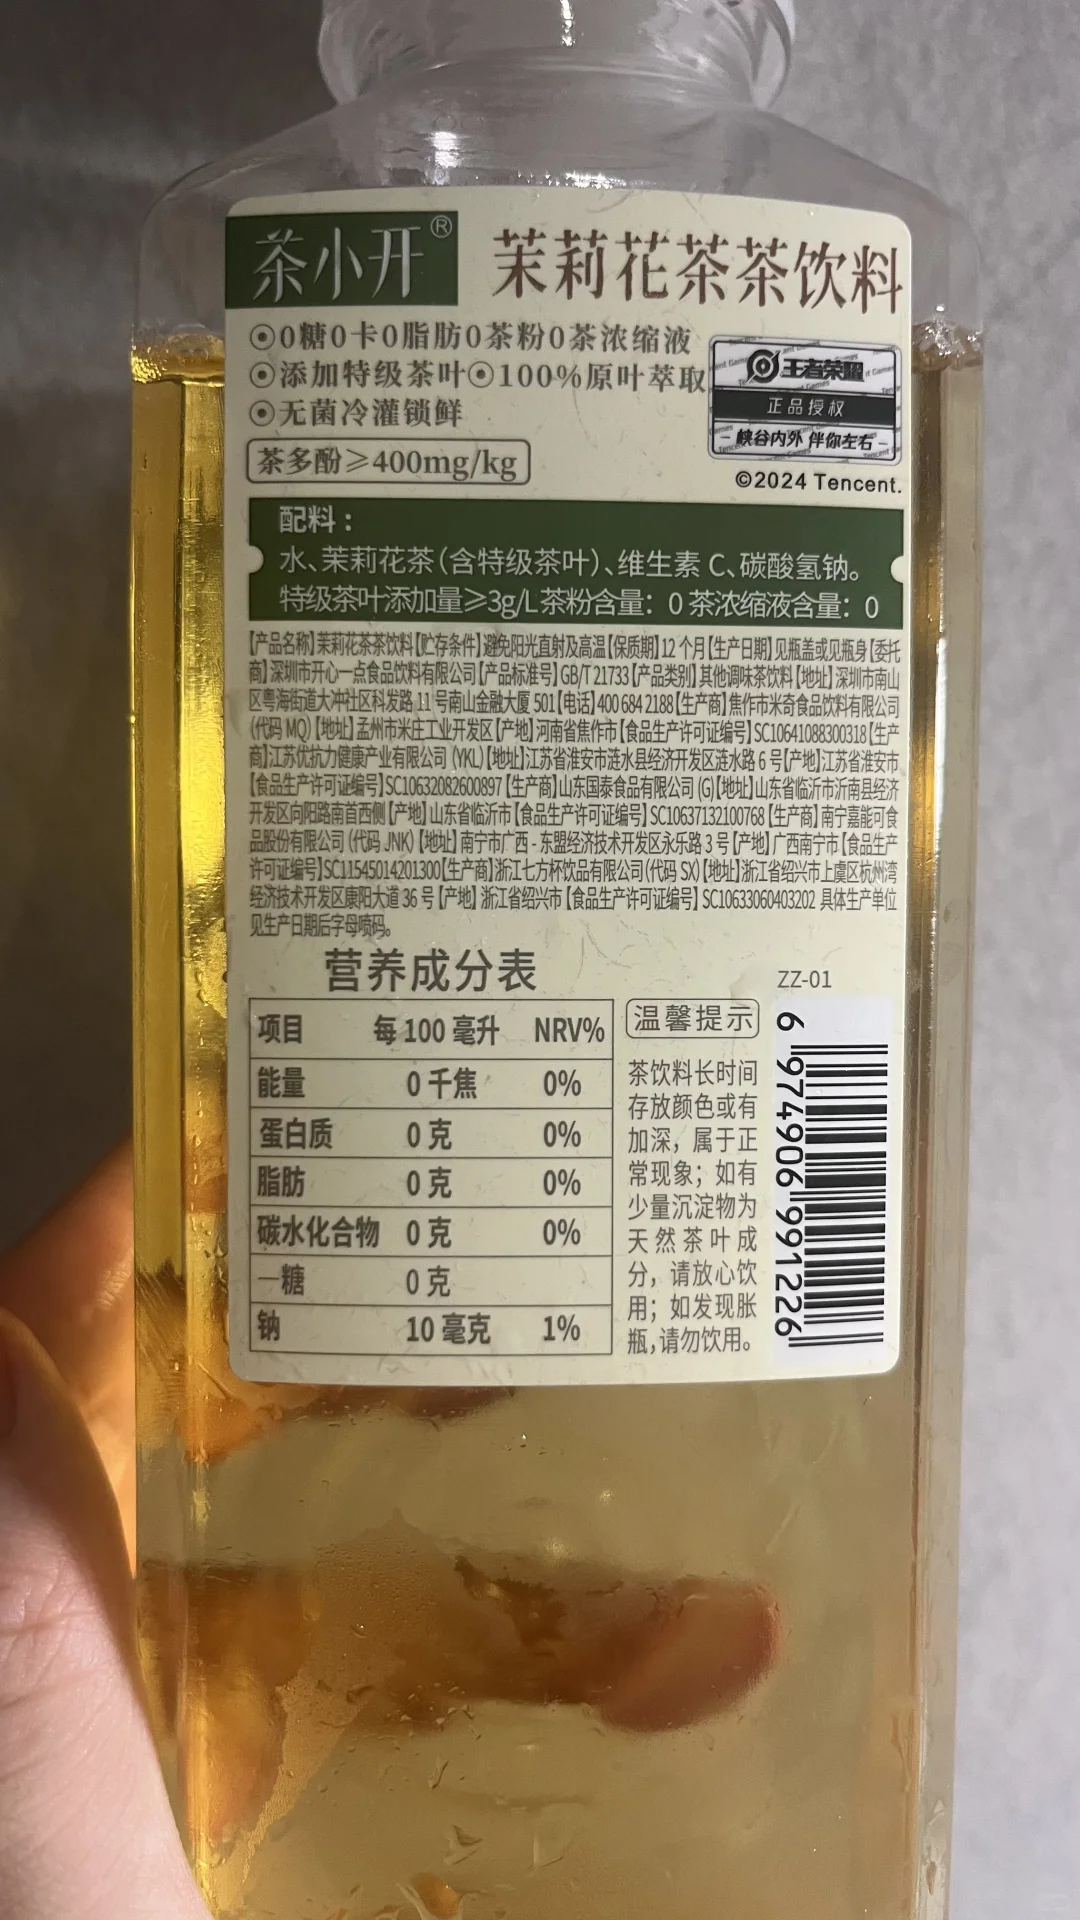 茶小开®
茉莉花茶茶饮料
⊙0糖0卡0脂肪0茶粉0茶浓缩液
⊙添加特级茶叶⊙100%原叶萃取
⊙无菌冷灌锁鲜
茶多酚≥400mg/kg
王者荣耀
正品授权
峡谷内外 伴你左右
©2024 Tencent.
配料：
水、茉莉花茶（含特级茶叶）、维生素 C、碳酸氢钠。
特级茶叶添加量≥3g/L 茶粉含量：0 茶浓缩液含量：0
【产品名称】茉莉花茶茶饮料【贮存条件】避免阳光直射及高温【保质期】12 个月【生产日期】见瓶盖或见瓶身【委托
商】深圳市开心一点食品饮料有限公司【产品标准号】GB/T 21733【产品类别】其他调味茶饮料【地址】深圳市南山
区粤海街道大冲社区科发路 11 号南山金融大厦 501【电话】400 684 2188【生产商】焦作市米奇食品饮料有限公司
(代码 MQ)【地址】孟州市米庄工业开发区【产地】河南省焦作市【食品生产许可证编号】SC10641088300318【生产
商】江苏优抗力健康产业有限公司 (YKL)【地址】江苏省淮安市涟水县经济开发区涟水路 6 号【产地】江苏省淮安市
【食品生产许可证编号】SC10632082600897【生产商】山东国泰食品有限公司 (G)【地址】山东省临沂市沂南县经济
开发区向阳路南首西侧【产地】山东省临沂市【食品生产许可证编号】SC10637132100768【生产商】南宁嘉能可食
品股份有限公司 (代码 JNK)【地址】南宁市广西 - 东盟经济技术开发区永乐路 3 号【产地】广西南宁市【食品生产
许可证编号】SC11545014201300【生产商】浙江七方杯饮品有限公司(代码 SX)【地址】浙江省绍兴市上虞区杭州湾
经济技术开发区康阳大道 36 号【产地】浙江省绍兴市【食品生产许可证编号】SC10633060403202 具体生产单位
见生产日期后字母喷码。
营养成分表
项目 每 100 毫升 NRV%
能量 0 千焦 0%
蛋白质 0 克 0%
脂肪 0 克 0%
碳水化合物 0 克 0%
—糖 0 克
钠 10 毫克 1%
温馨提示
茶饮料长时间
存放颜色或有
加深，属于正
常现象；如有
少量沉淀物为
天然茶叶成
分，请放心饮
用；如发现胀
瓶，请勿饮用。
ZZ-01
6 974906 991226